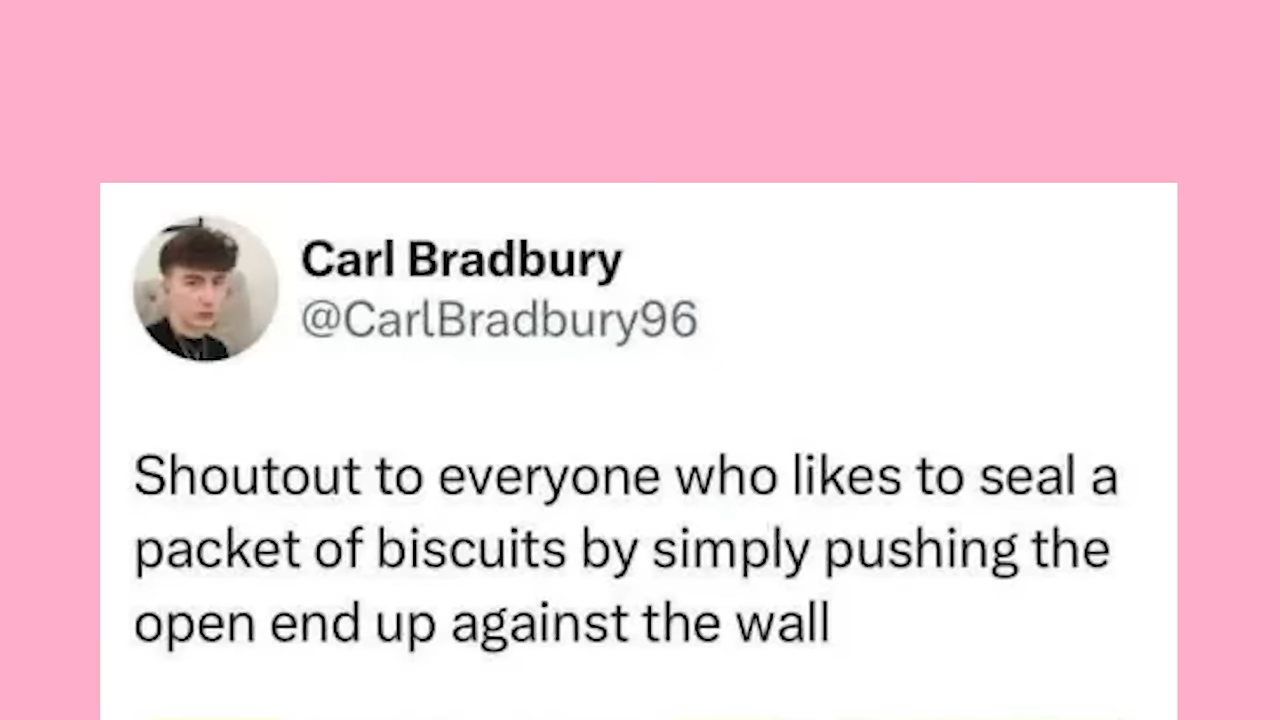 Carl Bradbury
@CarlBradbury96
Shoutout to everyone who likes to seal a
packet of biscuits by simply pushing the
open end up against the wall